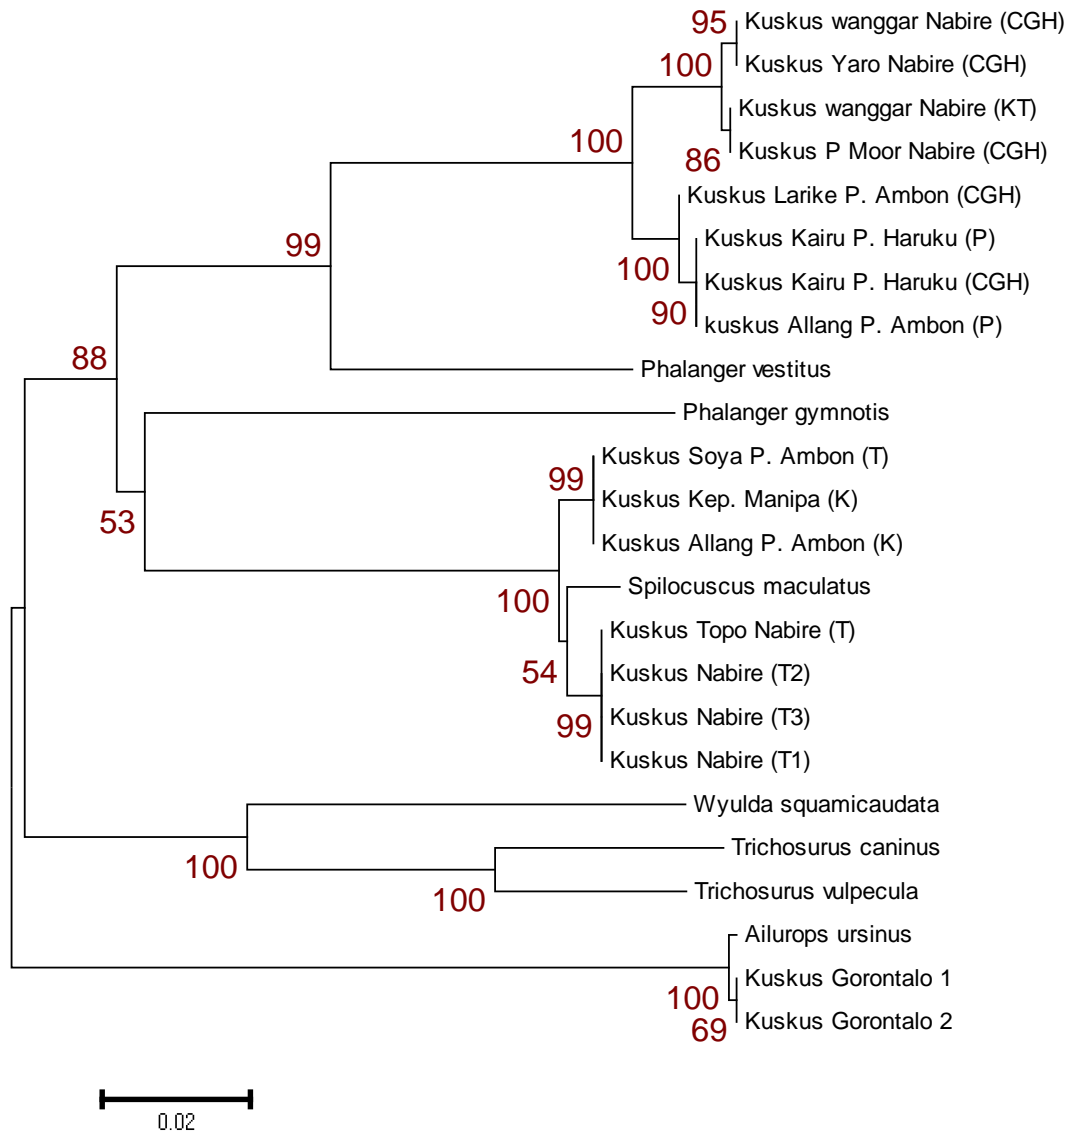 95
Kuskus wanggar Nabire (CGH)
100
Kuskus Yaro Nabire (CGH)
Kuskus wanggar Nabire (KT)
100
86
Kuskus P Moor Nabire (CGH)
Kuskus Larike P. Ambon (CGH)
99
Kuskus Kairu P. Haruku (P)
100
Kuskus Kairu P. Haruku (CGH)
90
kuskus Allang P. Ambon (P)
88
Phalanger vestitus
Phalanger gymnotis
Kuskus Soya P. Ambon (T)
99
Kuskus Kep. Manipa (K)
53
Kuskus Allang P. Ambon (K)
Spilocuscus maculatus
100
Kuskus Topo Nabire (T)
54
Kuskus Nabire (T2)
Kuskus Nabire (T3)
99
Kuskus Nabire (T1)
Wyulda squamicaudata
Trichosurus caninus
100
Trichosurus vulpecula
100
Ailurops ursinus
Kuskus Gorontalo 1
100
Kuskus Gorontalo 2
69
0.02